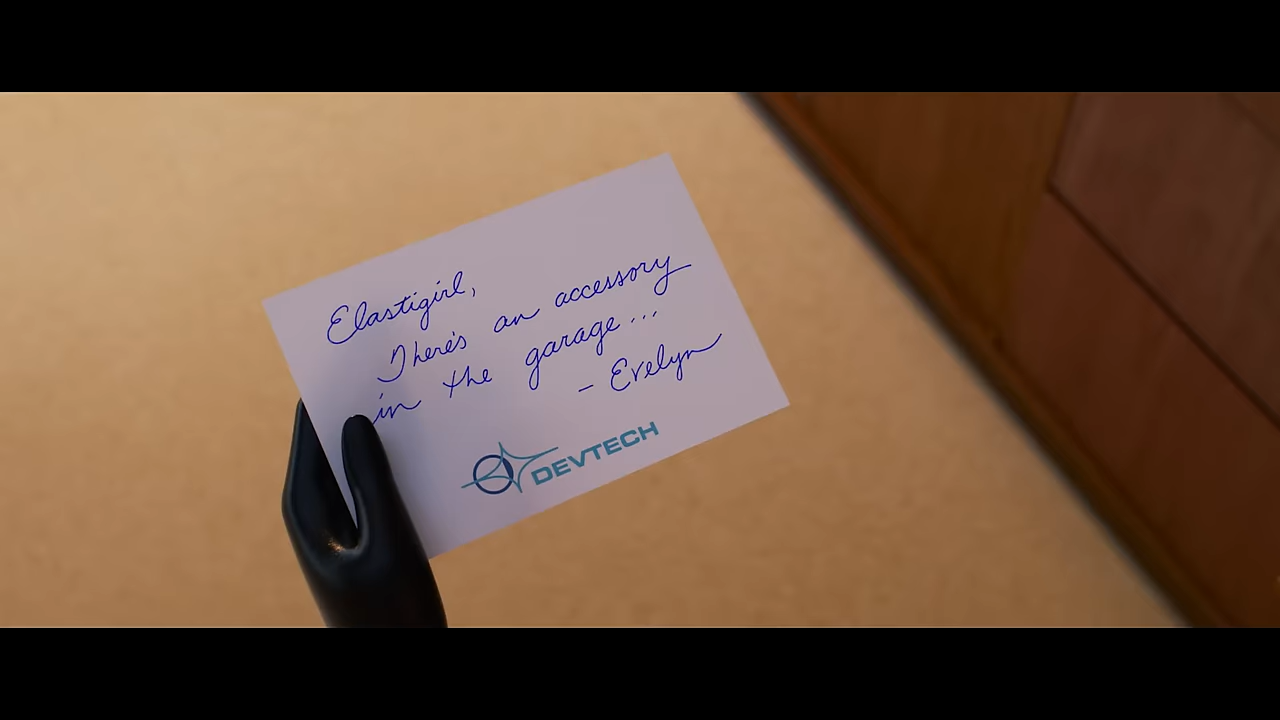 Elastigirl,
There's an accessory
in the garage...
- Evelyn
DEVTECH